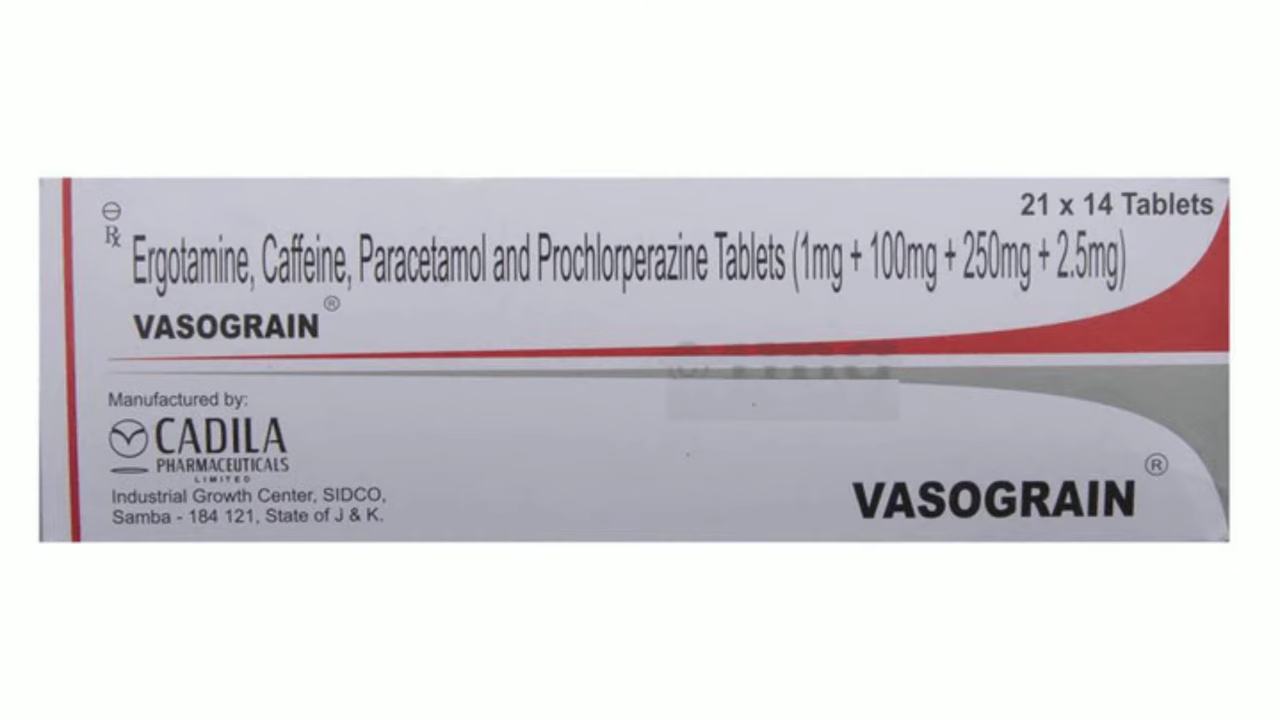 21 x 14 Tablets
Rx
Ergotamine, Caffeine, Paracetamol and Prochlorperazine Tablets (1mg + 100mg + 250mg + 2.5mg)
VASOGRAIN®
Manufactured by:
CADILA
PHARMACEUTICALS
LIMITED
Industrial Growth Center, SIDCO,
Samba - 184 121, State of J & K.
VASOGRAIN®